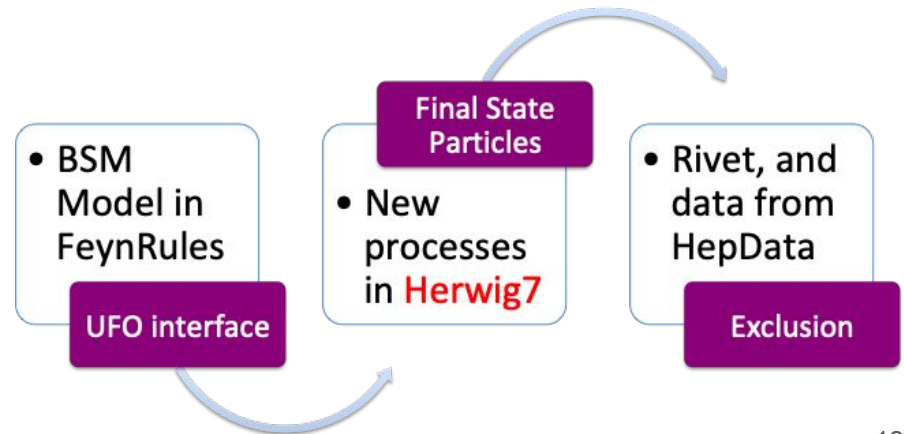 • BSM
Model in
FeynRules
UFO interface
Final State
Particles
• New
processes
in Herwig7
• Rivet, and
data from
HepData
Exclusion